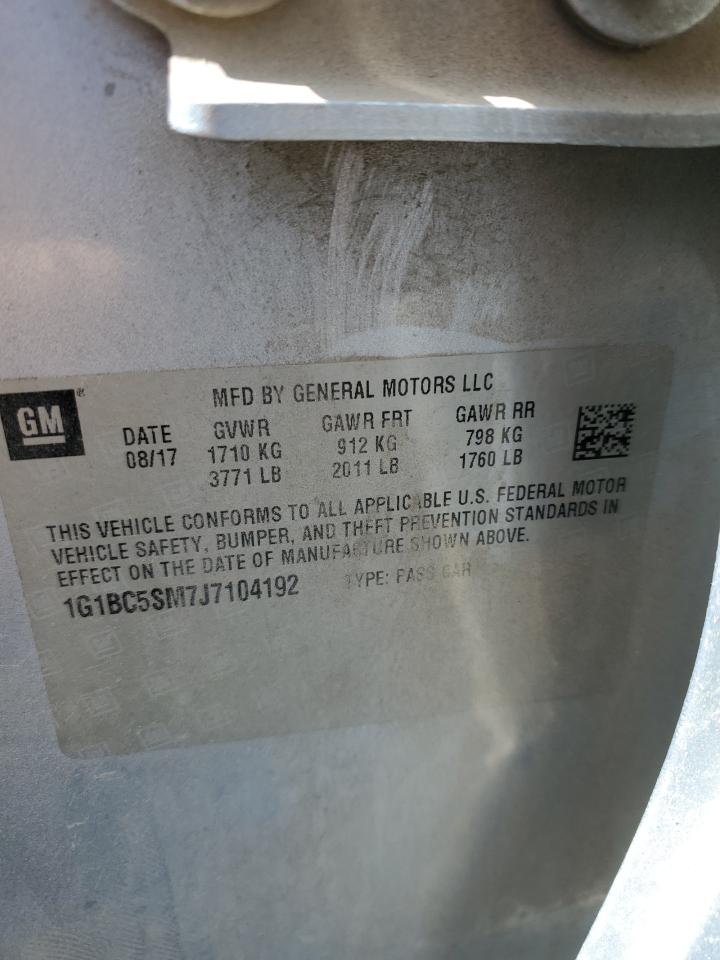 GM
MFD BY GENERAL MOTORS LLC
DATE GVWR GAWR FRT GAWR RR
08/17 1710 KG 912 KG 798 KG
3771 LB 2011 LB 1760 LB
THIS VEHICLE CONFORMS TO ALL APPLICABLE U.S. FEDERAL MOTOR
VEHICLE SAFETY, BUMPER, AND THEFT PREVENTION STANDARDS IN
EFFECT ON THE DATE OF MANUFACTURE SHOWN ABOVE.
1G1BC5SM7J7104192 TYPE: PASS CAR